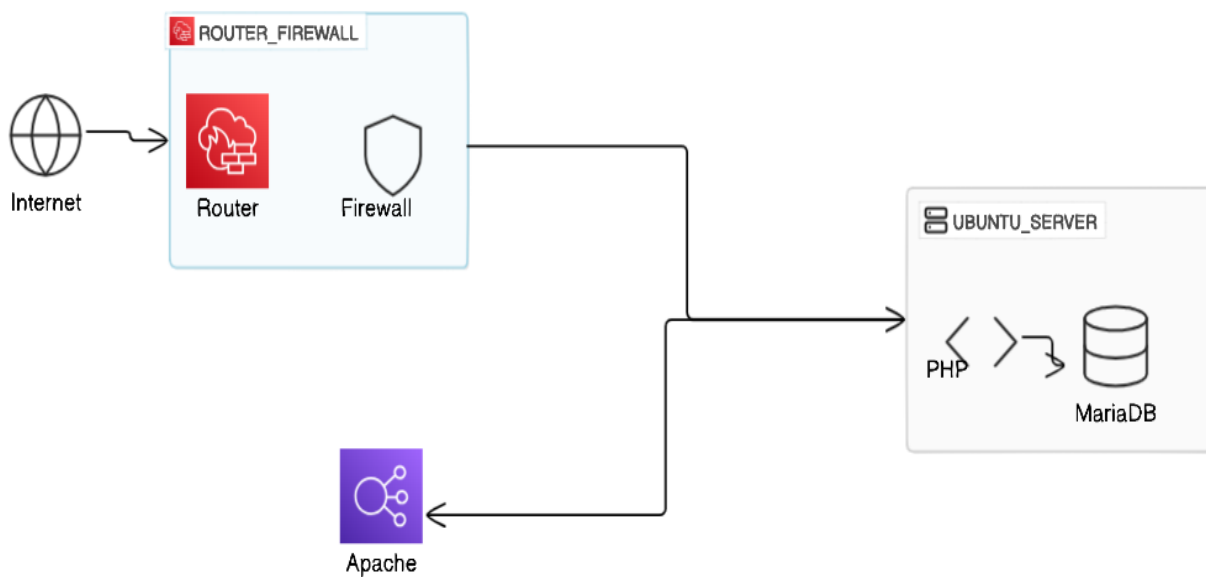 ROUTER_FIREWALL
Internet
Router
Firewall
UBUNTU_SERVER
PHP
MariaDB
Apache